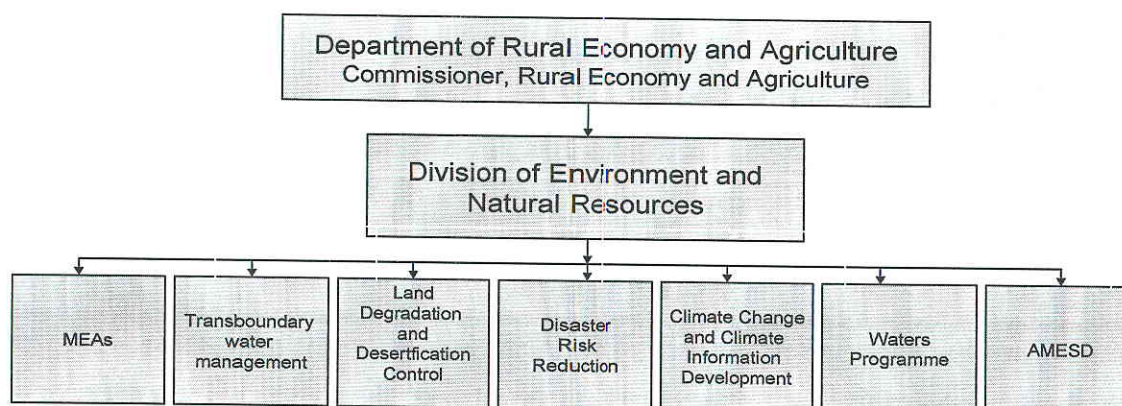 Department of Rural Economy and Agriculture
Commissioner, Rural Economy and Agriculture
Division of Environment and
Natural Resources
MEAs
Transboundary
water
management
Land
Degradation
and
Desertfication
Control
Disaster
Risk
Reduction
Climate Change
and Climate
Information
Development
Waters
Programme
AMESD